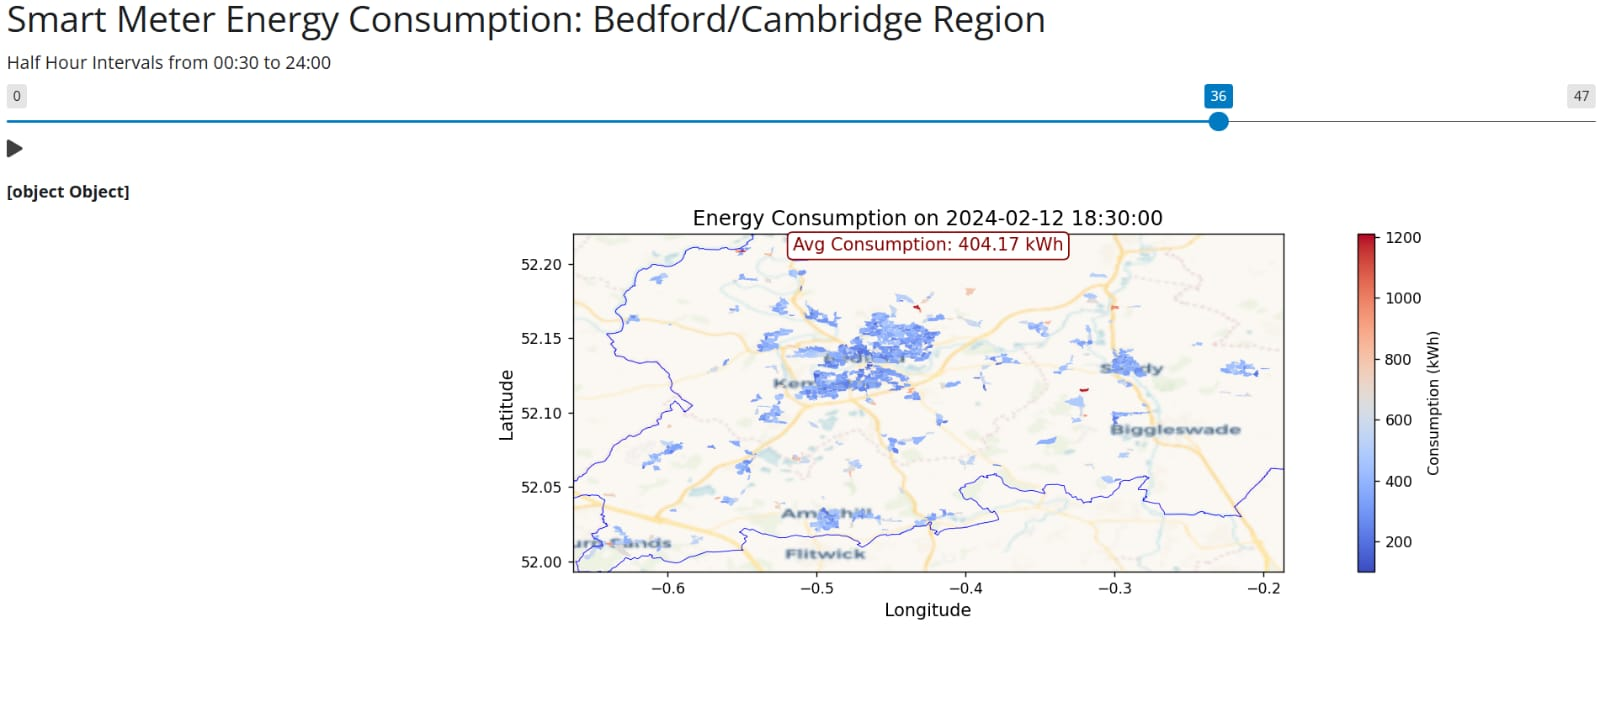 Smart Meter Energy Consumption: Bedford/Cambridge Region
Half Hour Intervals from 00:30 to 24:00
0
36
47
[object Object]
Energy Consumption on 2024-02-12 18:30:00
Avg Consumption: 404.17 kWh
52.20
52.15
52.10
52.05
52.00
Latitude
−0.6
−0.5
−0.4
−0.3
−0.2
Longitude
Biggleswade
Flitwick
1200
1000
800
600
400
200
Consumption (kWh)